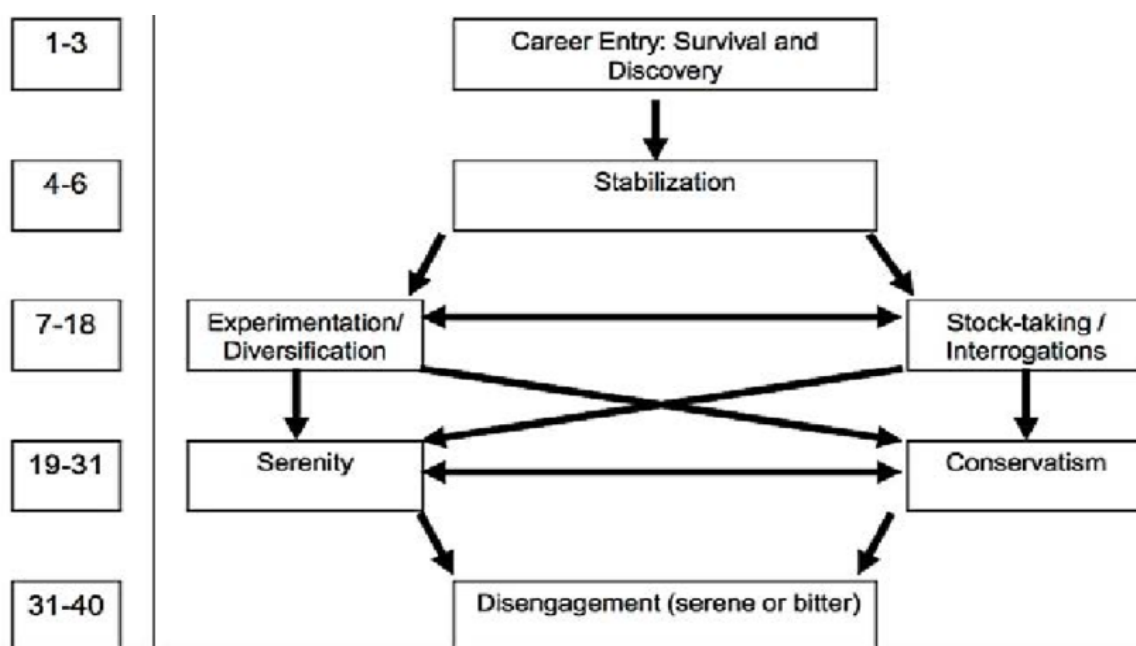 1-3
Career Entry: Survival and
Discovery
4-6
Stabilization
7-18
Experimentation/
Diversification
Stock-taking /
Interrogations
19-31
Serenity
Conservatism
31-40
Disengagement (serene or bitter)